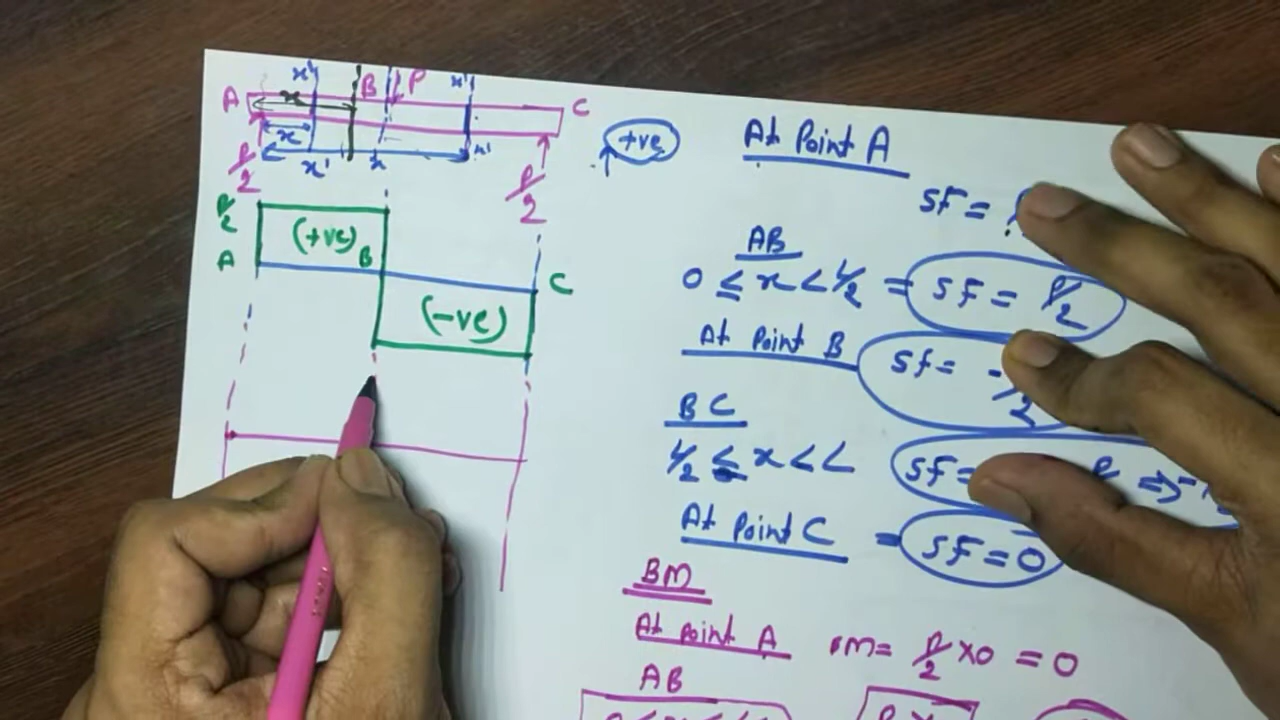 x' B P x'
A x C
x
P/2 x' x x' P/2
P/2 (+ve)
A B C
(-ve)
+ve
At Point A
SF = ?
AB
0 ≤ x < L/2 = SF = P/2
At Point B SF = -P/2
BC
L/2 ≤ x < L SF = P ⇒ -
At Point C = SF = 0
BM
At Point A BM = P/2 × 0 = 0
AB